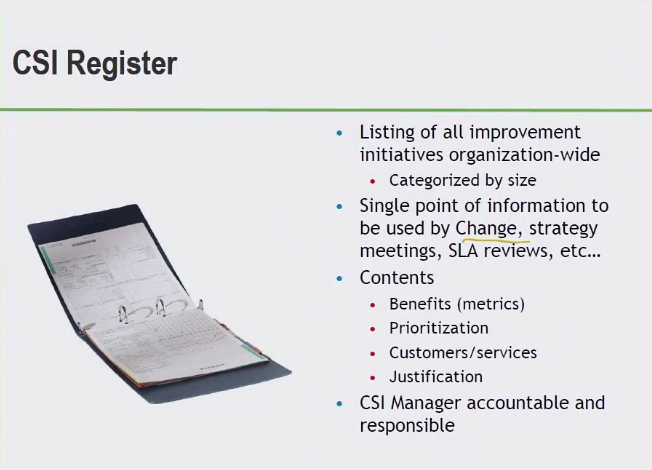 CSI Register
• Listing of all improvement
initiatives organization-wide
• Categorized by size
• Single point of information to
be used by Change, strategy
meetings, SLA reviews, etc…
• Contents
• Benefits (metrics)
• Prioritization
• Customers/services
• Justification
• CSI Manager accountable and
responsible